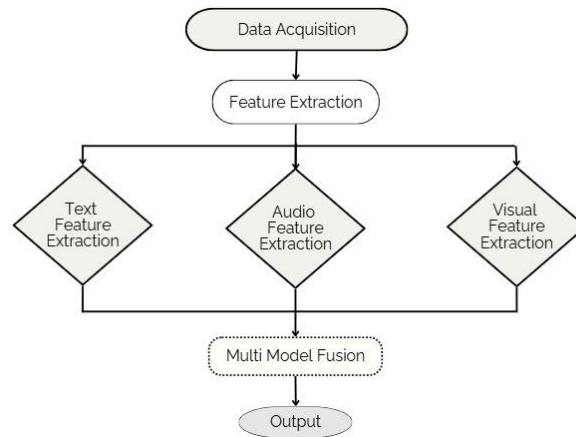 Data Acquisition
Feature Extraction
Text
Feature
Extraction
Audio
Feature
Extraction
Visual
Feature
Extraction
Multi Model Fusion
Output